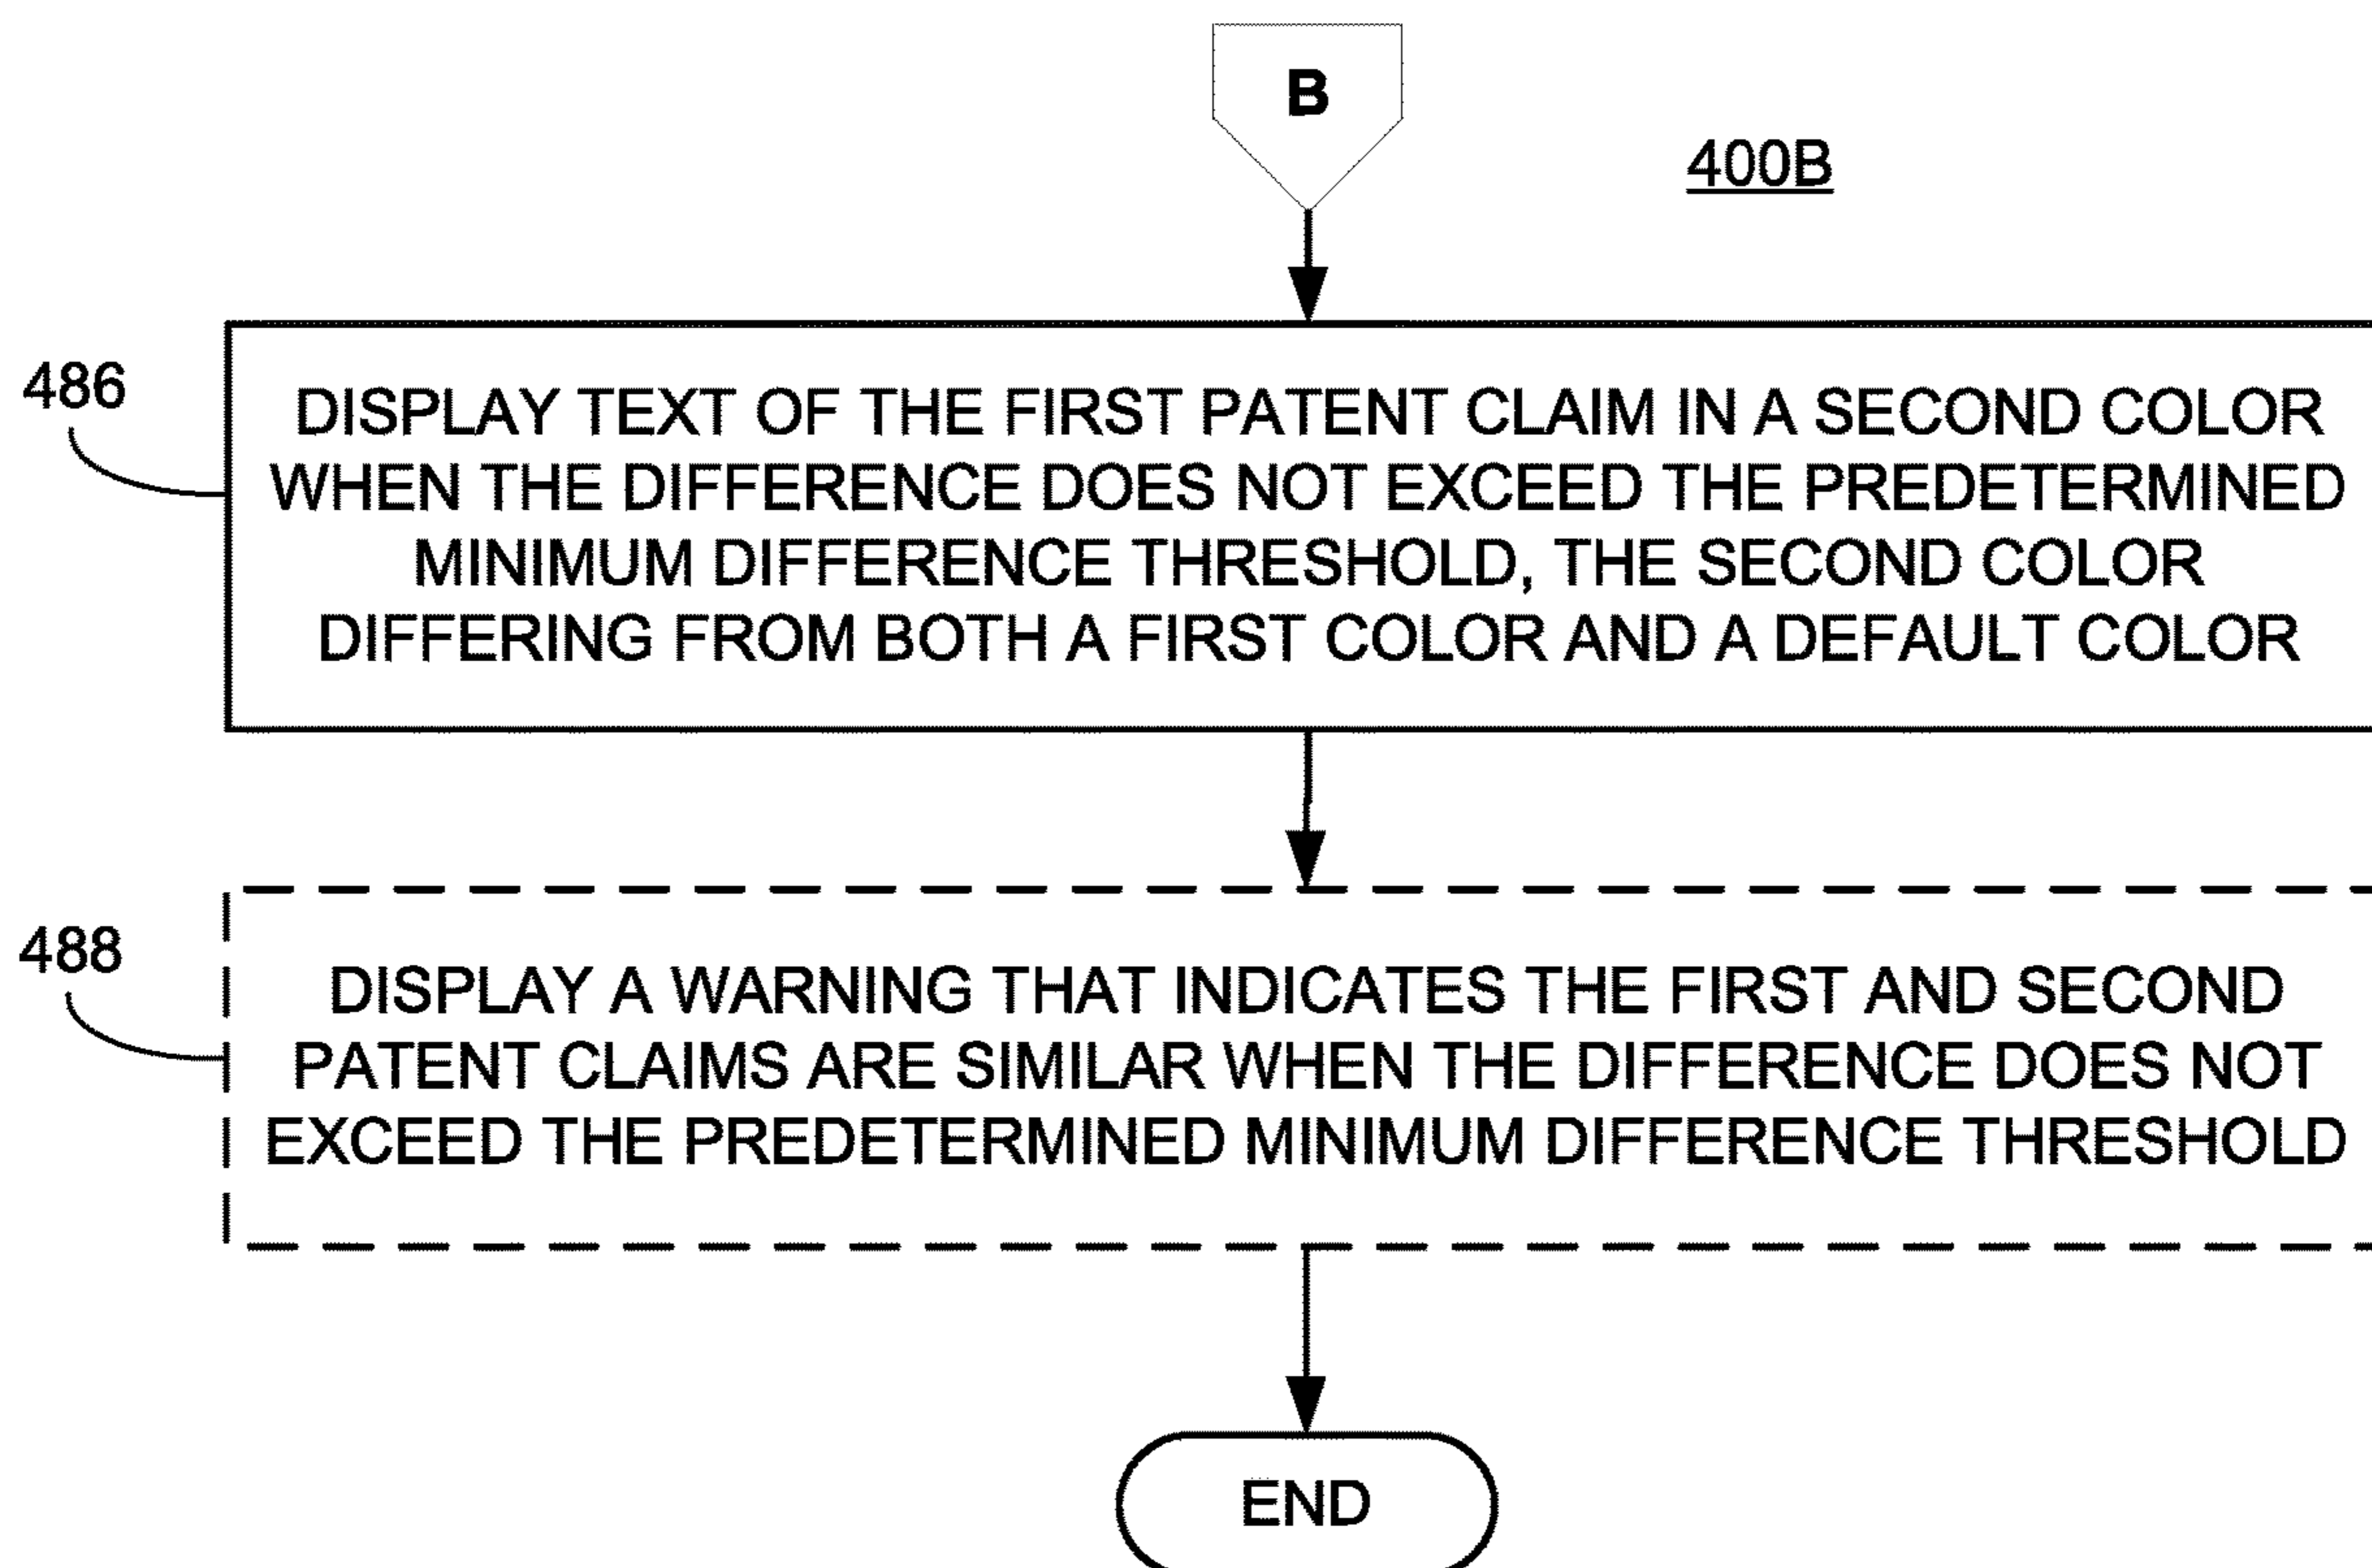 B
400B
486
DISPLAY TEXT OF THE FIRST PATENT CLAIM IN A SECOND COLOR
WHEN THE DIFFERENCE DOES NOT EXCEED THE PREDETERMINED
MINIMUM DIFFERENCE THRESHOLD, THE SECOND COLOR
DIFFERING FROM BOTH A FIRST COLOR AND A DEFAULT COLOR
488
DISPLAY A WARNING THAT INDICATES THE FIRST AND SECOND
PATENT CLAIMS ARE SIMILAR WHEN THE DIFFERENCE DOES NOT
EXCEED THE PREDETERMINED MINIMUM DIFFERENCE THRESHOLD
END